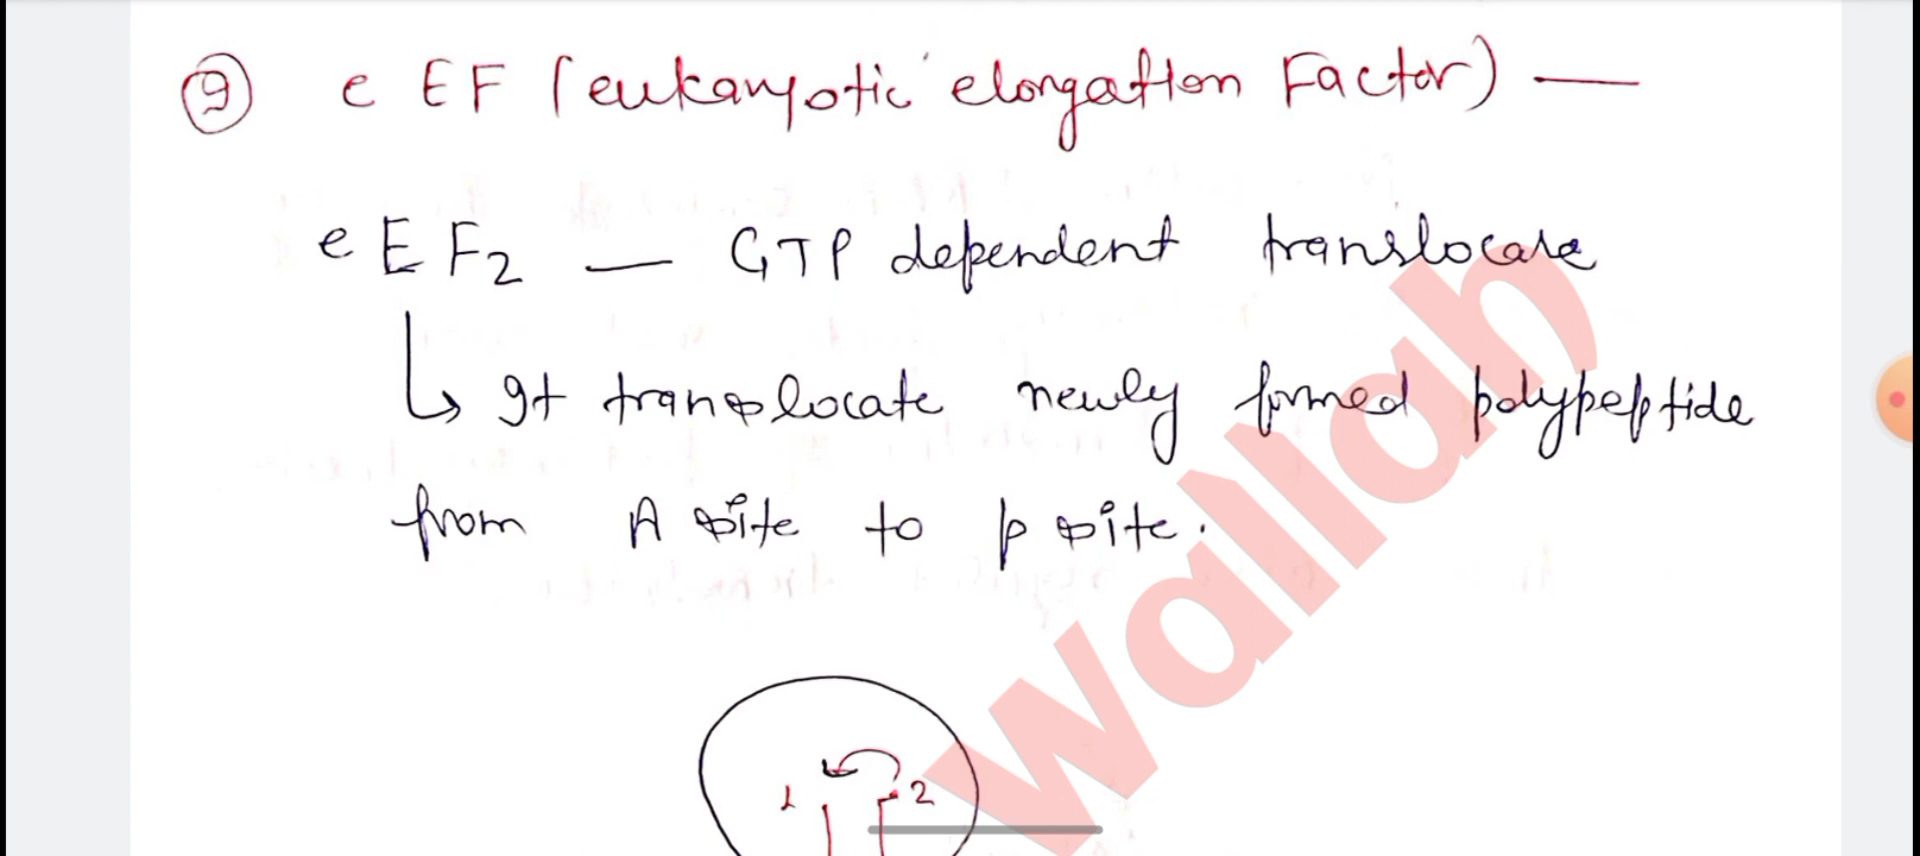 ⑨ eEF (eukaryotic elongation Factor) —
eEF2 — GTP dependent translocase
↳ It translocate newly formed polypeptide
from A site to p site.
1 2
wallah